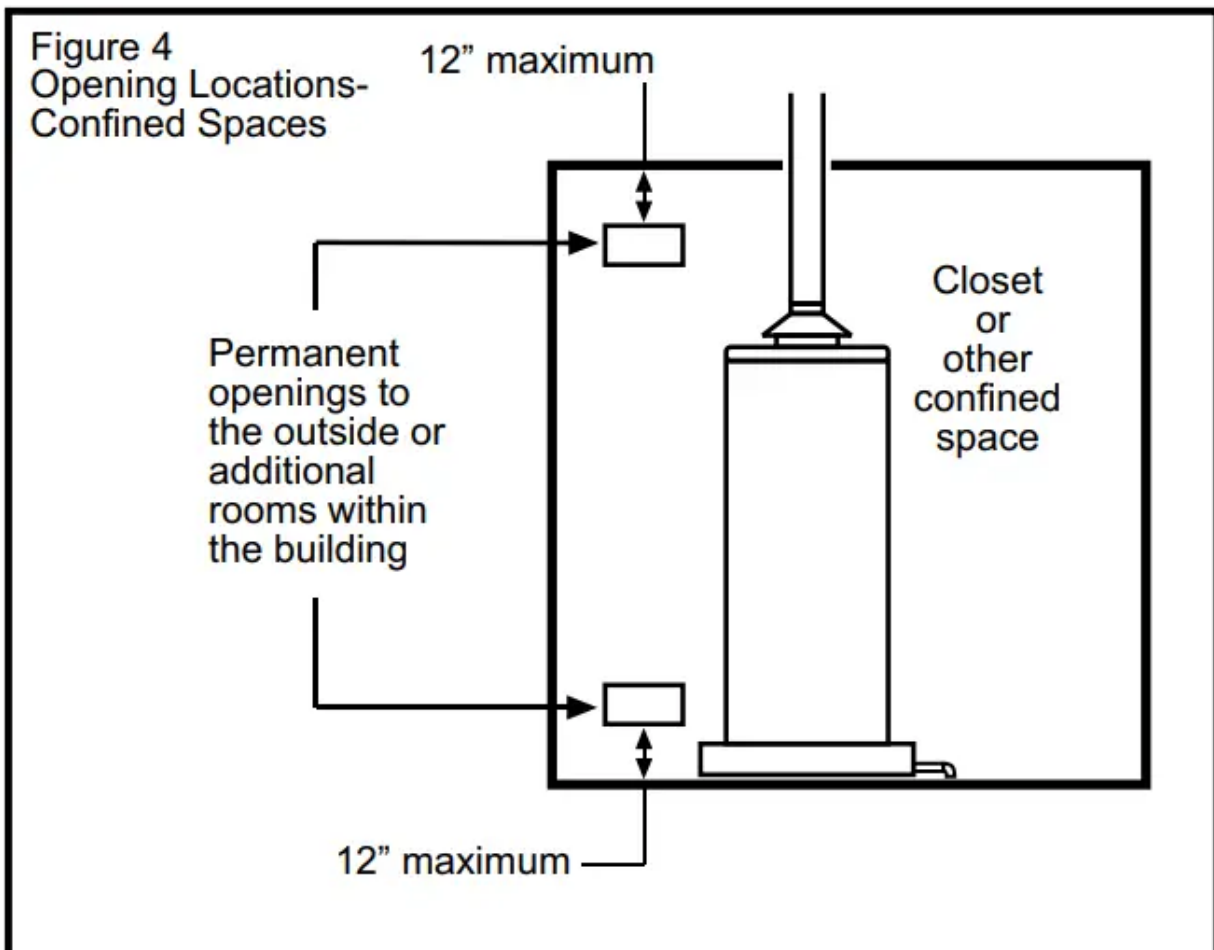 Figure 4
Opening Locations-
Confined Spaces
12” maximum
Closet
or
other
confined
space
Permanent
openings to
the outside or
additional
rooms within
the building
12” maximum